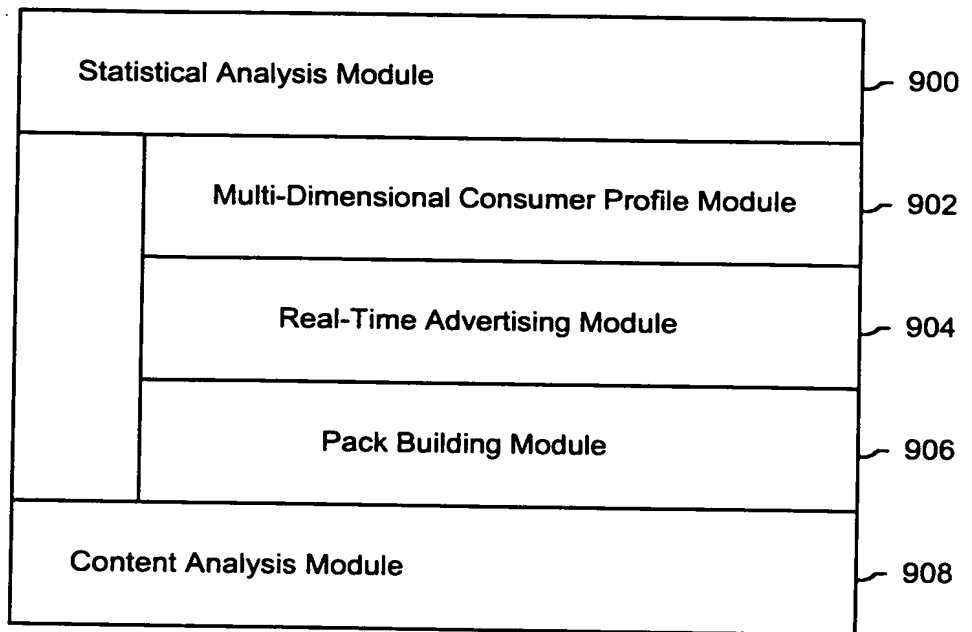 Statistical Analysis Module 900
Multi-Dimensional Consumer Profile Module 902
Real-Time Advertising Module 904
Pack Building Module 906
Content Analysis Module 908